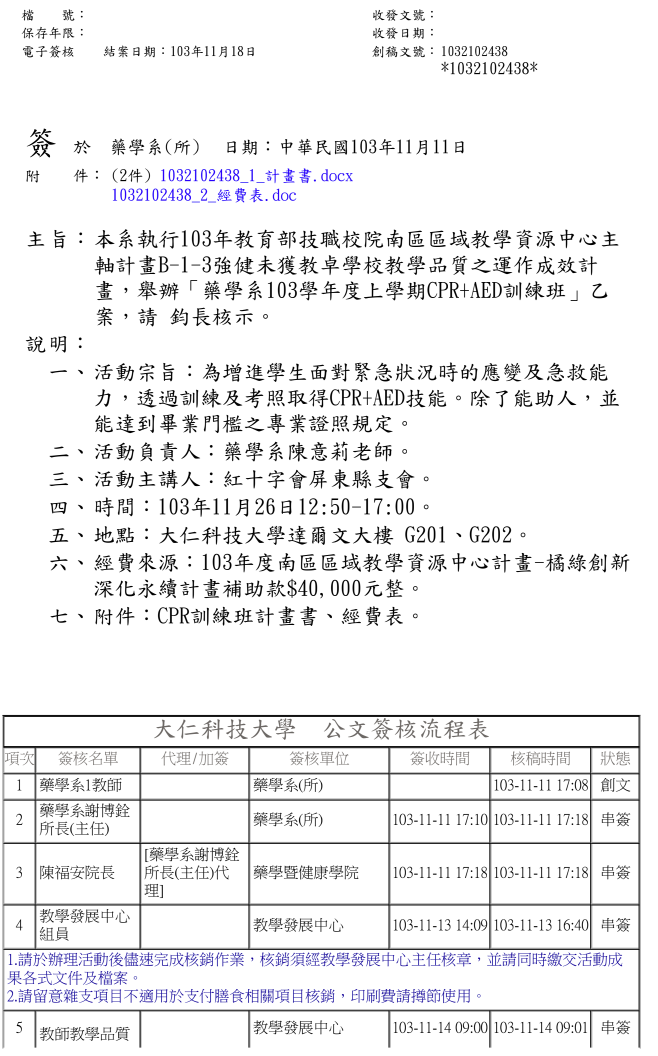 檔　　號：
保存年限：
電子簽核　結案日期：103年11月18日
收發文號：
收發日期：
創稿文號：1032102438
*1032102438*
簽 於 藥學系(所)　日期：中華民國103年11月11日
附　　件：(2件)1032102438_1_計畫書.docx
1032102438_2_經費表.doc
主旨：本系執行103年教育部技職校院南區區域教學資源中心主
軸計畫B-1-3強健未獲教卓學校教學品質之運作成效計
畫，舉辦「藥學系103學年度上學期CPR+AED訓練班」乙
案，請 鈞長核示。
說明：
一、活動宗旨：為增進學生面對緊急狀況時的應變及急救能
力，透過訓練及考照取得CPR+AED技能。除了能助人，並
能達到畢業門檻之專業證照規定。
二、活動負責人：藥學系陳意莉老師。
三、活動主講人：紅十字會屏東縣支會。
四、時間：103年11月26日12:50-17:00。
五、地點：大仁科技大學達爾文大樓 G201、G202。
六、經費來源：103年度南區區域教學資源中心計畫-橘綠創新
深化永續計畫補助款$40,000元整。
七、附件：CPR訓練班計畫書、經費表。
大仁科技大學　公文簽核流程表
項次 簽核名單 代理/加簽 簽核單位 簽收時間 核稿時間 狀態
1 藥學系1教師 藥學系(所) 103-11-11 17:08 創文
2 藥學系謝博銓
所長(主任) 藥學系(所) 103-11-11 17:10 103-11-11 17:18 串簽
3 陳福安院長 [藥學系謝博銓
所長(主任)代
理] 藥學暨健康學院 103-11-11 17:18 103-11-11 17:18 串簽
4 教學發展中心
組員 教學發展中心 103-11-13 14:09 103-11-13 16:40 串簽
1.請於辦理活動後儘速完成核銷作業，核銷須經教學發展中心主任核章，並請同時繳交活動成
果各式文件及檔案。
2.請留意雜支項目不適用於支付膳食相關項目核銷，印刷費請撙節使用。
5 教師教學品質 教學發展中心 103-11-14 09:00 103-11-14 09:01 串簽